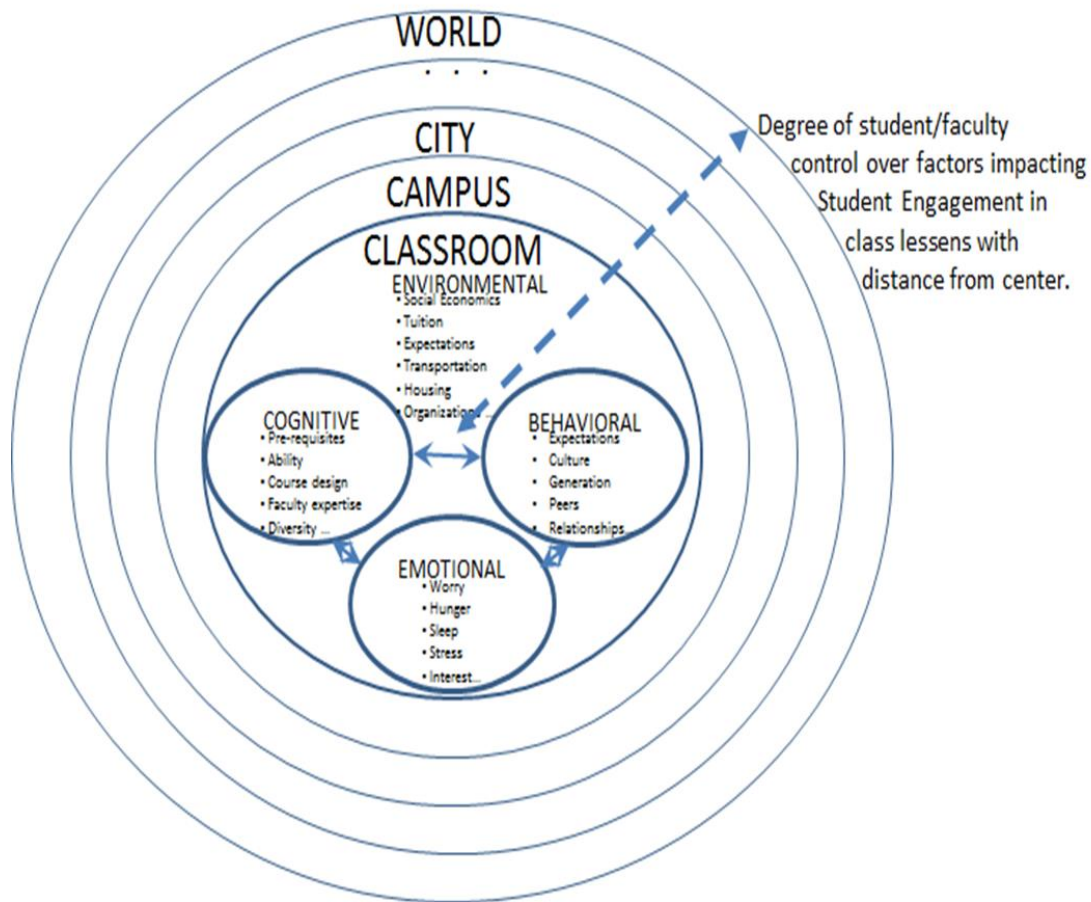 WORLD
. . .
CITY
CAMPUS
CLASSROOM
ENVIRONMENTAL
• Social Economics
• Tuition
• Expectations
• Transportation
• Housing
• Organizations ...
COGNITIVE
• Pre-requisites
• Ability
• Course design
• Faculty expertise
• Diversity ...
BEHAVIORAL
• Expectations
• Culture
• Generation
• Peers
• Relationships...
EMOTIONAL
• Worry
• Hunger
• Sleep
• Stress
• Interest...
Degree of student/faculty
control over factors impacting
Student Engagement in
class lessens with
distance from center.